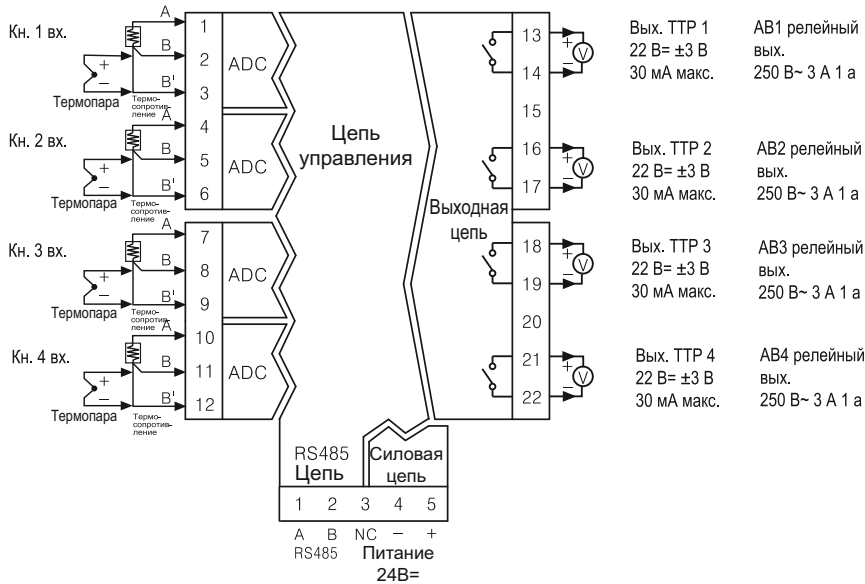 A
Кн. 1 вх.
B
B'
Термопара
Термо-
сопротив-
ление
1
2
3
ADC
A
Кн. 2 вх.
B
B'
Термопара
Термо-
сопротив-
ление
4
5
6
ADC
Кн. 3 вх.
A
B
B'
Термопара
Термо-
сопротив-
ление
7
8
9
ADC
A
Кн. 4 вх.
B
B'
Термопара
Термо-
сопротив-
ление
10
11
12
ADC
Цепь
управления
Выходная
цепь
13
14
15
16
17
18
19
20
21
22
+
−
V
+
−
V
+
−
V
+
−
V
Вых. ТТР 1
22 В= ±3 В
30 мА макс.
АВ1 релейный
вых.
250 В~ 3 А 1 а
Вых. ТТР 2
22 В= ±3 В
30 мА макс.
АВ2 релейный
вых.
250 В~ 3 А 1 а
Вых. ТТР 3
22 В= ±3 В
30 мА макс.
АВ3 релейный
вых.
250 В~ 3 А 1 а
Вых. ТТР 4
22 В= ±3 В
30 мА макс.
АВ4 релейный
вых.
250 В~ 3 А 1 а
RS485
Цепь
Силовая
цепь
1 2 3 4 5
A B NC − +
RS485
Питание
24В=